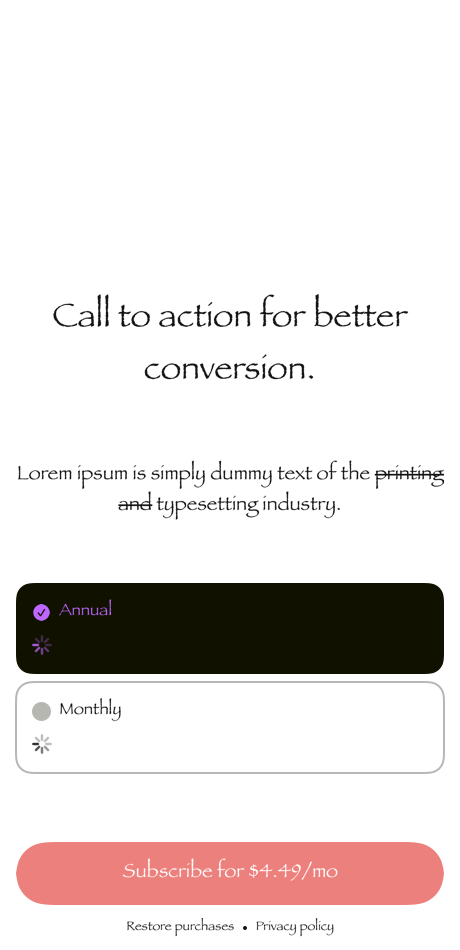 Call to action for better
conversion.
Lorem ipsum is simply dummy text of the printing
and typesetting industry.
Annual
Monthly
Subscribe for $4.49/mo
Restore purchases • Privacy policy